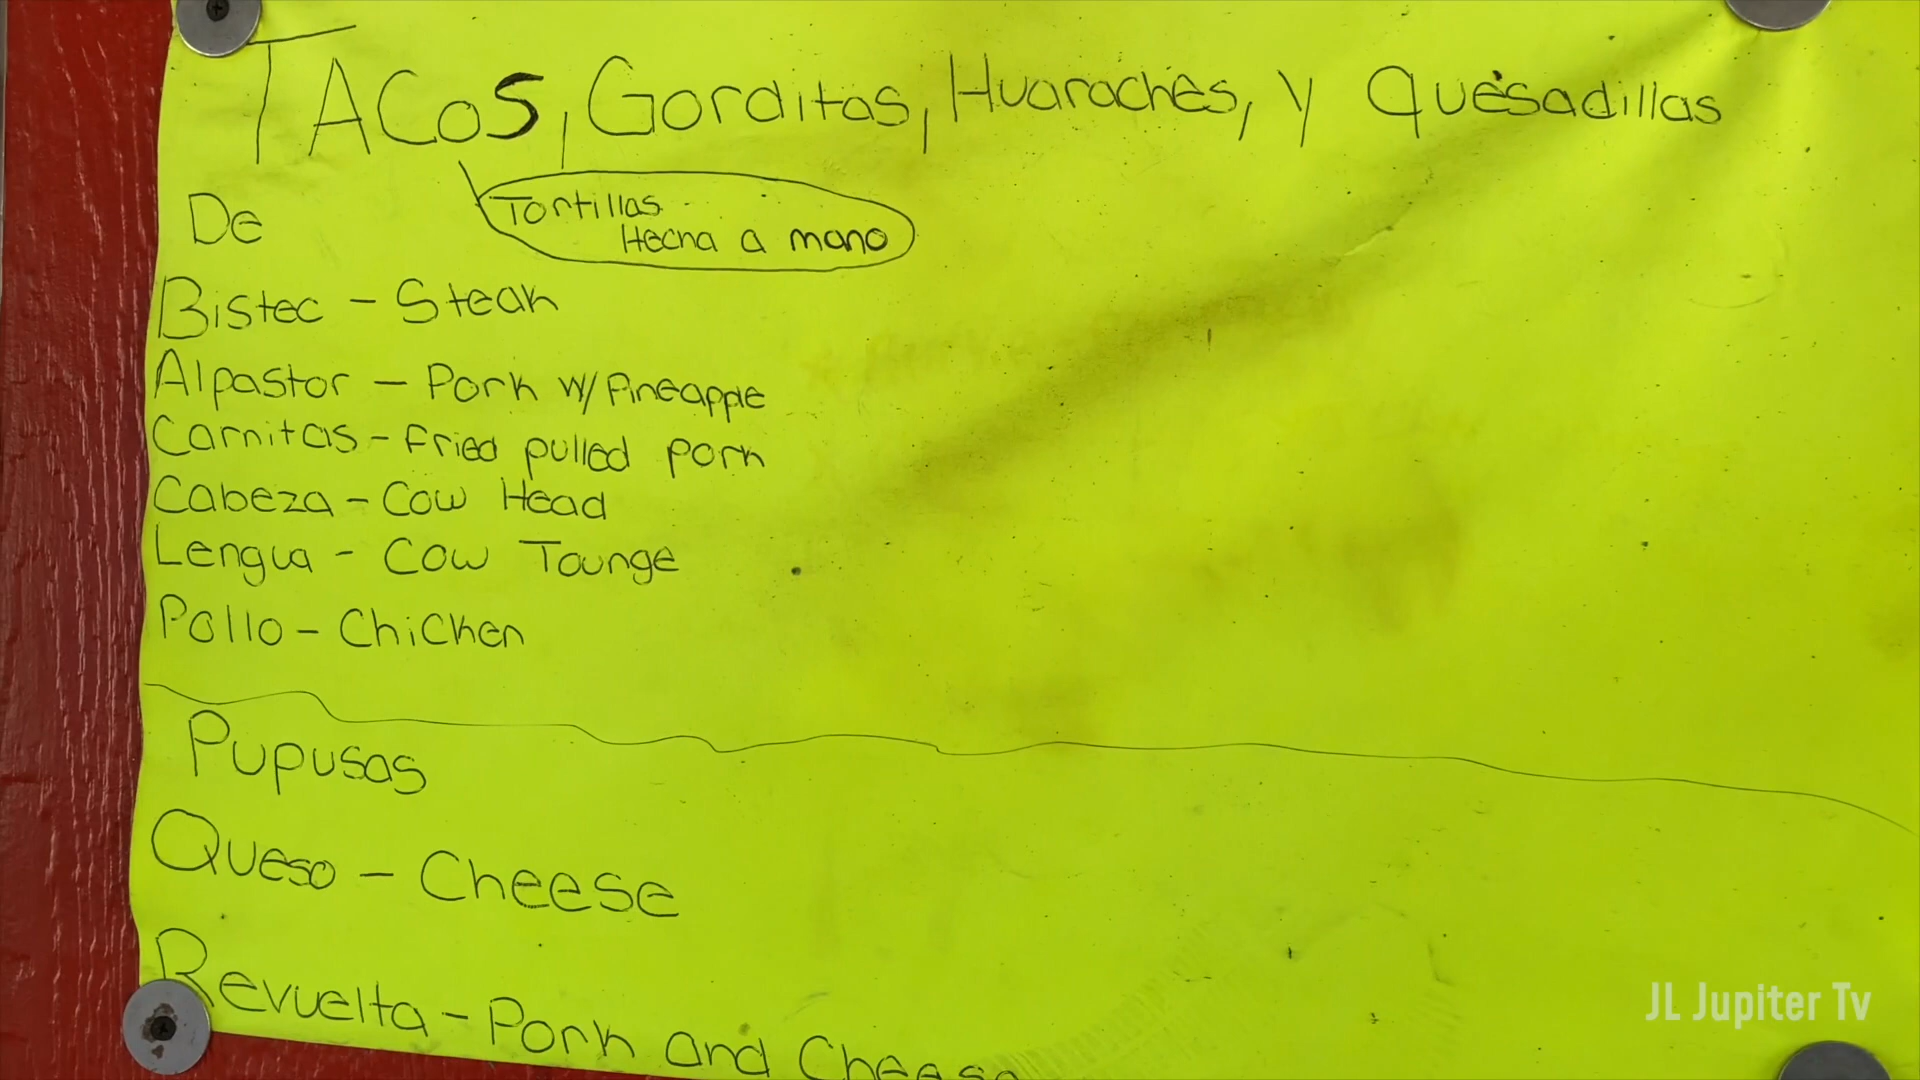 TACOS, Gorditas, Huaraches, y Quesadillas
Tortillas
Hecha a mano
De
Bistec - Steak
Alpastor - Pork w/ Pineapple
Carnitas - Fried pulled pork
Cabeza - Cow Head
Lengua - Cow Tounge
Pollo - Chicken
Pupusas
Queso - Cheese
Revuelta - Pork and Cheese
JL Jupiter Tv